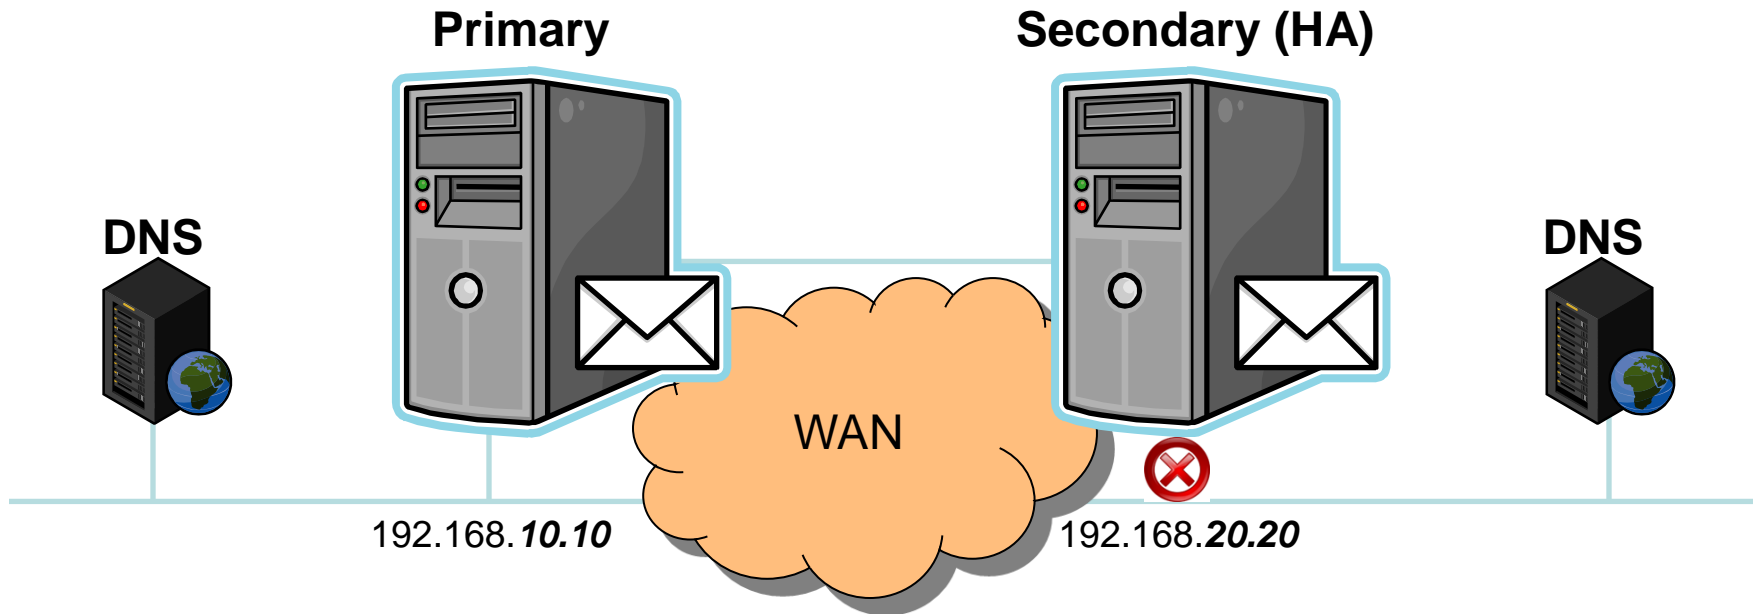 Primary
Secondary (HA)
DNS
DNS
WAN
192.168.10.10
192.168.20.20